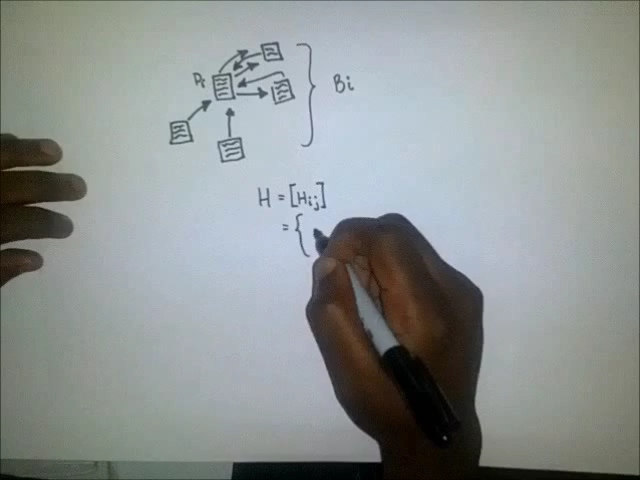 Pi
Bi
H = [Hij]
= {